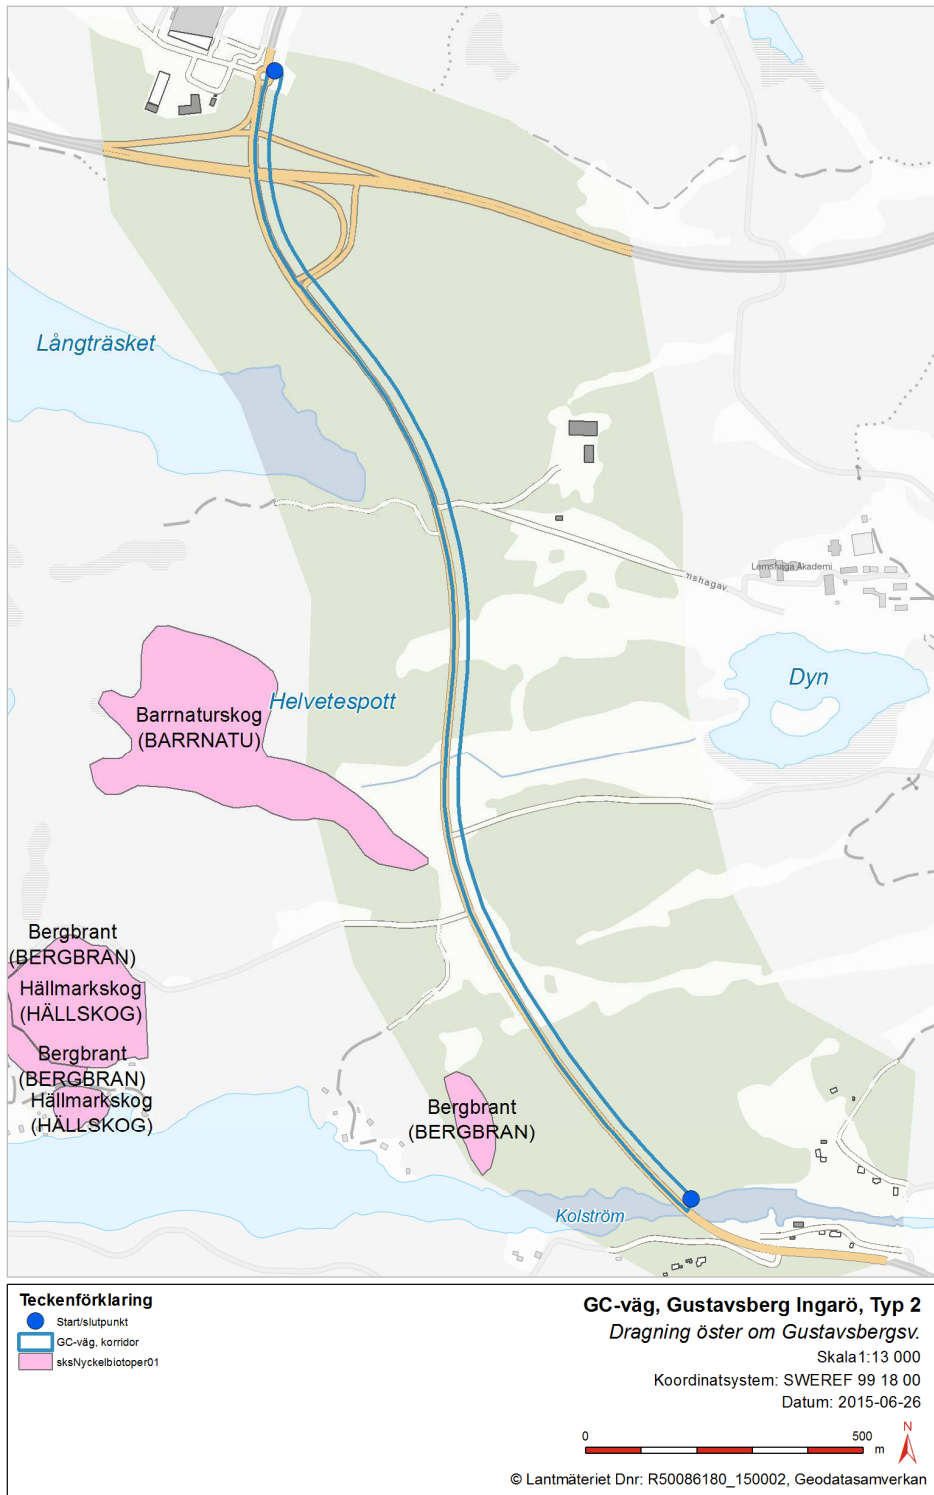 Långträsket
nshagav
Lemshaga Akademi
Dyn
Helvetespott
Barrnaturskog
(BARRNATU)
Bergbrant
(BERGBRAN)
Hällmarkskog
(HÄLLSKOG)
Bergbrant
(BERGBRAN)
Hällmarkskog
(HÄLLSKOG)
Bergbrant
(BERGBRAN)
Kolström
Teckenförklaring
Start/slutpunkt
GC-väg, korridor
sksNyckelbiotoper01
GC-väg, Gustavsberg Ingarö, Typ 2
Dragning öster om Gustavsbergsv.
Skala1:13 000
Koordinatsystem: SWEREF 99 18 00
Datum: 2015-06-26
0 500 m
N
© Lantmäteriet Dnr: R50086180_150002, Geodatasamverkan